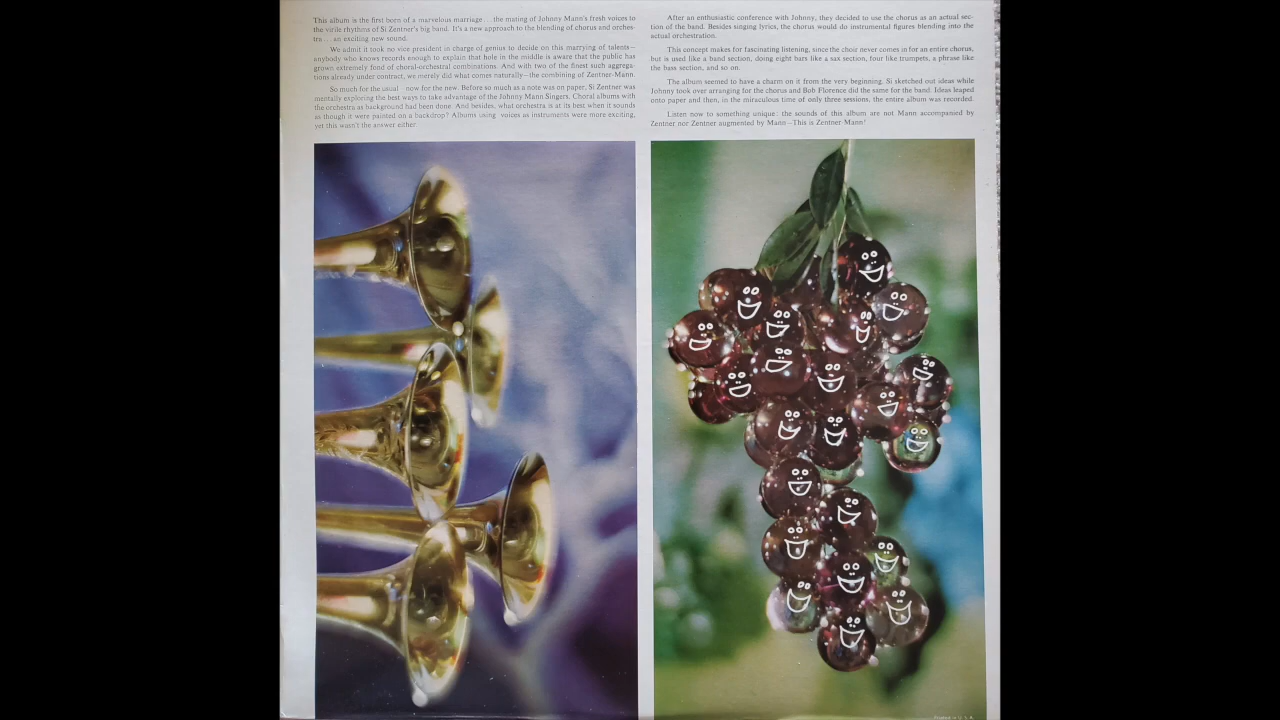 This album is the first born of a marvelous marriage . . . the mating of Johnny Mann's fresh voices to
the virile rhythms of Si Zentner's big band. It's a new approach to the blending of chorus and orches-
tra . . . an exciting new sound.
We admit it took no vice president in charge of genius to decide on this marrying of talents—
anybody who knows records enough to explain that hole in the middle is aware that the public has
grown extremely fond of choral-orchestral combinations. And with two of the finest such aggrega-
tions already under contract, we merely did what comes naturally—the combining of Zentner-Mann.
So much for the usual—now for the new. Before so much as a note was on paper, Si Zentner was
mentally exploring the best ways to take advantage of the Johnny Mann Singers. Choral albums with
the orchestra as background had been done. And besides, what orchestra is at its best when it sounds
as though it were painted on a backdrop? Albums using voices as instruments were more exciting,
yet this wasn't the answer either.
After an enthusiastic conference with Johnny, they decided to use the chorus as an actual sec-
tion of the band. Besides singing lyrics, the chorus would do instrumental figures blending into the
actual orchestration.
This concept makes for fascinating listening, since the choir never comes in for an entire chorus,
but is used like a band section, doing eight bars like a sax section, four like trumpets, a phrase like
the bass section, and so on.
The album seemed to have a charm on it from the very beginning. Si sketched out ideas while
Johnny took over arranging for the chorus and Bob Florence did the same for the band. Ideas leaped
onto paper and then, in the miraculous time of only three sessions, the entire album was recorded.
Listen now to something unique: the sounds of this album are not Mann accompanied by
Zentner nor Zentner augmented by Mann—This is Zentner-Mann!
Printed in U.S.A.